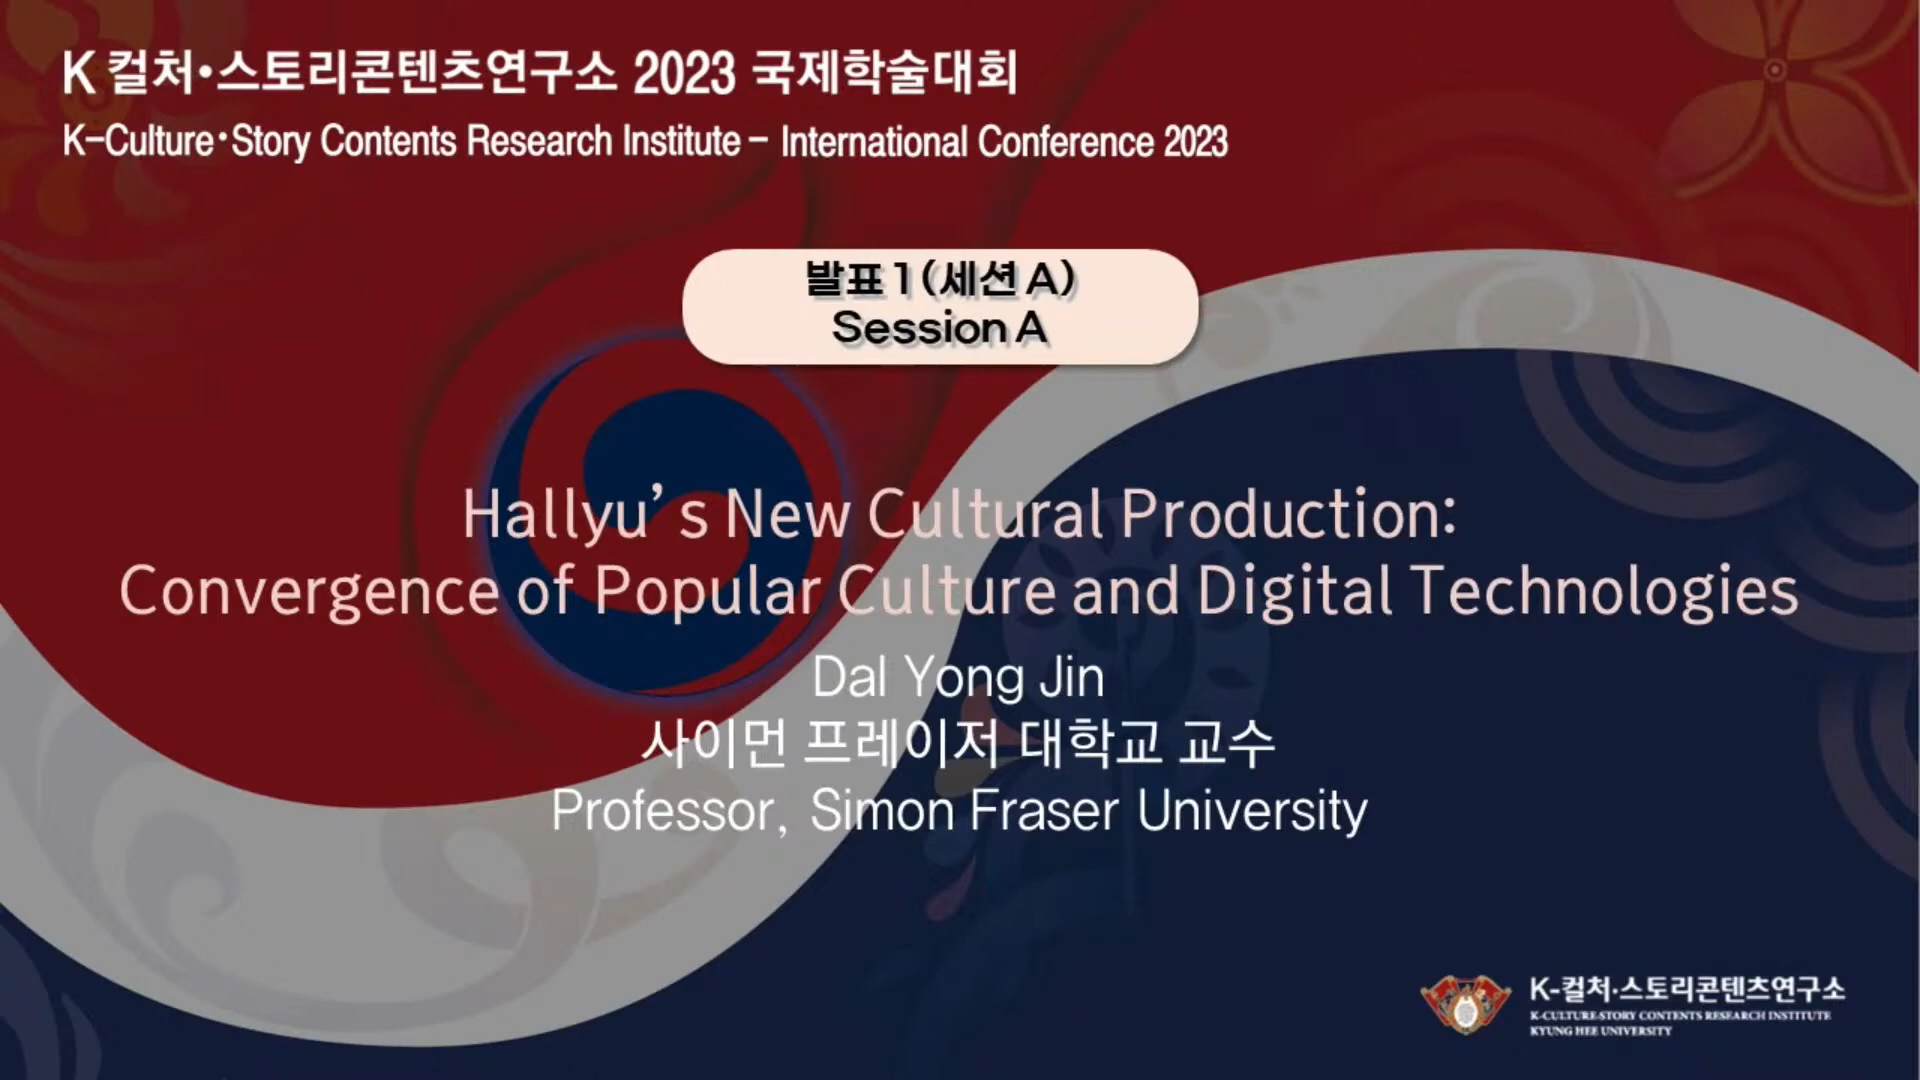 K 컬처•스토리콘텐츠연구소 2023 국제학술대회
K-Culture•Story Contents Research Institute - International Conference 2023
발표 1 (세션 A)
Session A
Hallyu’s New Cultural Production:
Convergence of Popular Culture and Digital Technologies
Dal Yong Jin
사이먼 프레이저 대학교 교수
Professor, Simon Fraser University
K-컬처·스토리콘텐츠연구소
K-CULTURE·STORY CONTENTS RESEARCH INSTITUTE
KYUNG HEE UNIVERSITY